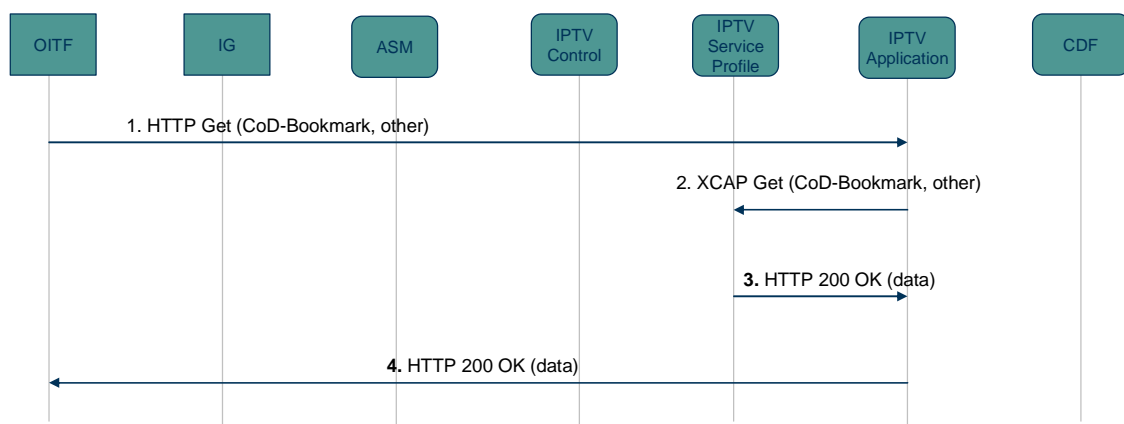 OITF
IG
ASM
IPTV
Control
IPTV
Service
Profile
IPTV
Application
CDF
1. HTTP Get (CoD-Bookmark, other)
2. XCAP Get (CoD-Bookmark, other)
3. HTTP 200 OK (data)
4. HTTP 200 OK (data)